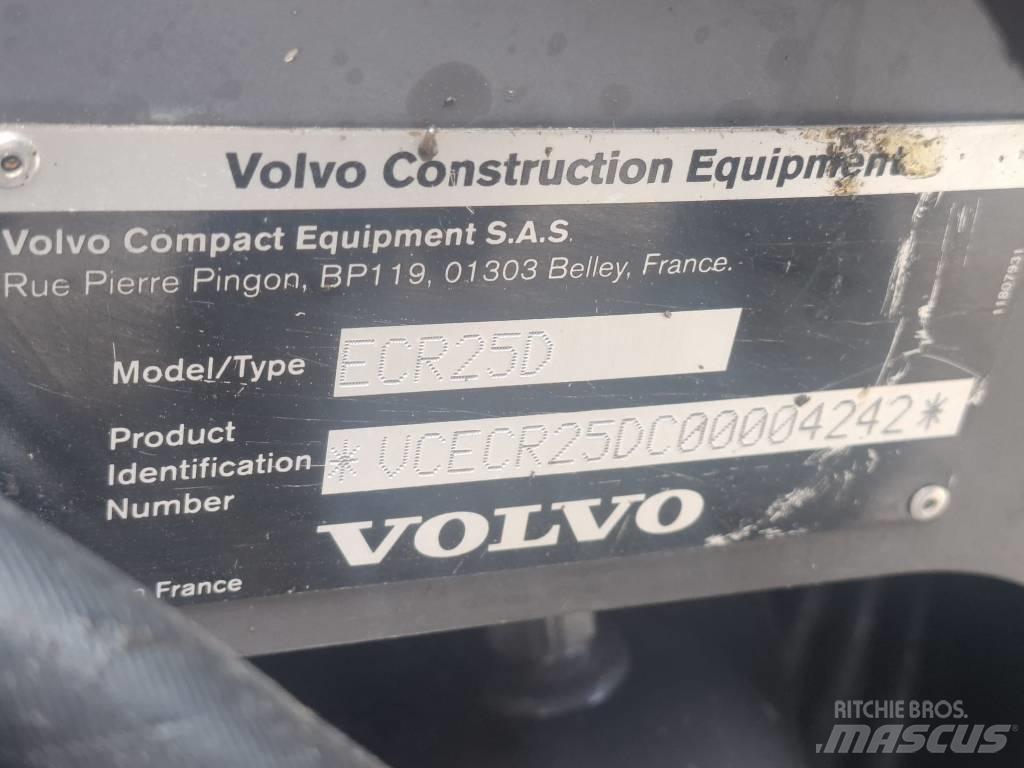 Volvo Construction Equipment
Volvo Compact Equipment S.A.S.
Rue Pierre Pingon, BP119, 01303 Belley, France.
Model/Type ECR25D
Product
Identification
Number
*VCECR25DC00004242*
VOLVO
France
11807931
RITCHIE BROS.
MASCUS